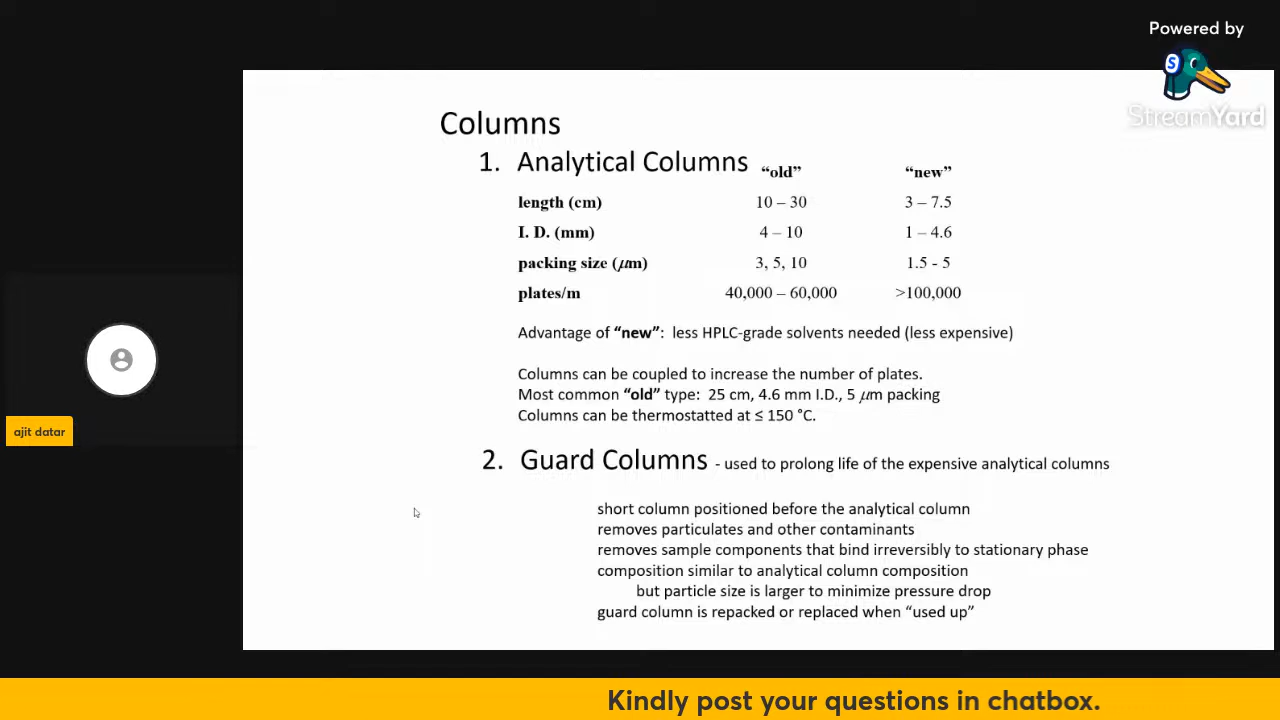 Powered by
StreamYard
Columns
1. Analytical Columns “old” “new”
length (cm) 10 – 30 3 – 7.5
I. D. (mm) 4 – 10 1 – 4.6
packing size (μm) 3, 5, 10 1.5 - 5
plates/m 40,000 – 60,000 >100,000
Advantage of “new”: less HPLC-grade solvents needed (less expensive)
Columns can be coupled to increase the number of plates.
Most common “old” type: 25 cm, 4.6 mm I.D., 5 μm packing
Columns can be thermostatted at ≤ 150 °C.
ajit datar
2. Guard Columns - used to prolong life of the expensive analytical columns
short column positioned before the analytical column
removes particulates and other contaminants
removes sample components that bind irreversibly to stationary phase
composition similar to analytical column composition
but particle size is larger to minimize pressure drop
guard column is repacked or replaced when “used up”
Kindly post your questions in chatbox.